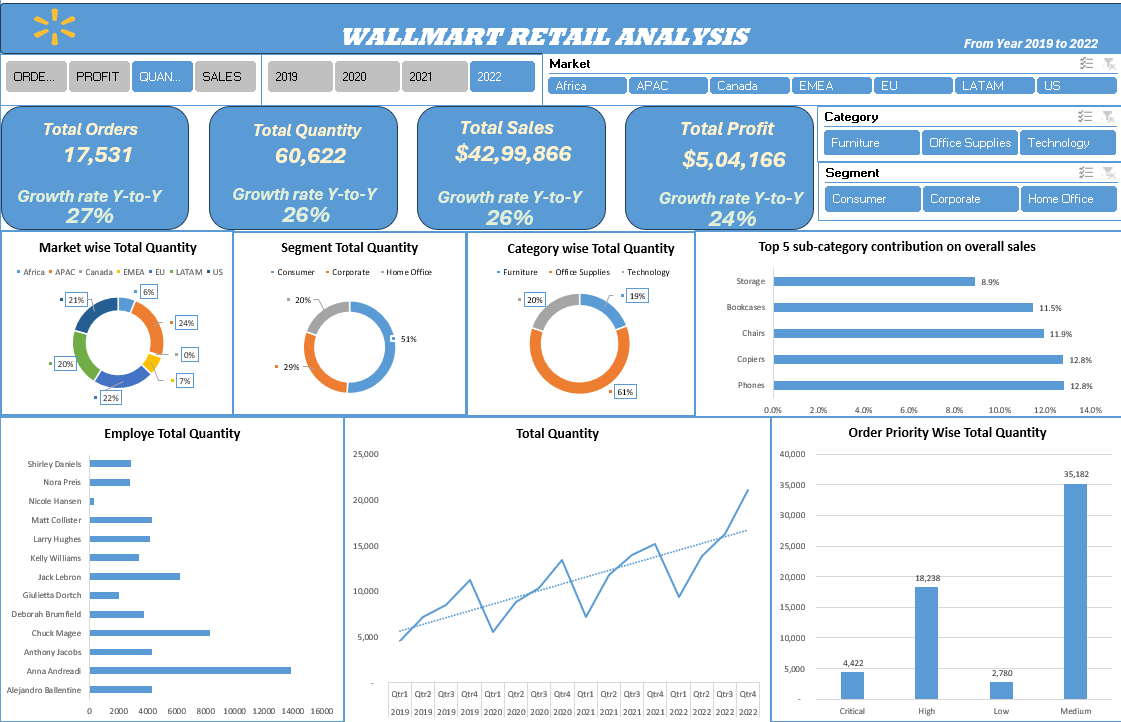 WALLMART RETAIL ANALYSIS
From Year 2019 to 2022
ORDE... PROFIT QUAN... SALES
2019 2020 2021 2022
Market
Africa APAC Canada EMEA EU LATAM US
Total Orders
17,531
Growth rate Y-to-Y
27%
Total Quantity
60,622
Growth rate Y-to-Y
26%
Total Sales
$42,99,866
Growth rate Y-to-Y
26%
Total Profit
$5,04,166
Growth rate Y-to-Y
24%
Category
Furniture Office Supplies Technology
Segment
Consumer Corporate Home Office
Market wise Total Quantity
Africa APAC Canada EMEA EU LATAM US
6%
24%
0%
7%
22%
20%
21%
Segment Total Quantity
Consumer Corporate Home Office
20%
51%
29%
Category wise Total Quantity
Furniture Office Supplies Technology
20%
19%
61%
Top 5 sub-category contribution on overall sales
Storage 8.9%
Bookcases 11.5%
Chairs 11.9%
Copiers 12.8%
Phones 12.8%
0.0% 2.0% 4.0% 6.0% 8.0% 10.0% 12.0% 14.0%
Employe Total Quantity
Shirley Daniels
Nora Preis
Nicole Hansen
Matt Collister
Larry Hughes
Kelly Williams
Jack Lebron
Giulietta Dortch
Deborah Brumfield
Chuck Magee
Anthony Jacobs
Anna Andreadi
Alejandro Ballentine
0 2000 4000 6000 8000 10000 12000 14000 16000
Total Quantity
25,000
20,000
15,000
10,000
5,000
-
Qtr1 Qtr2 Qtr3 Qtr4 Qtr1 Qtr2 Qtr3 Qtr4 Qtr1 Qtr2 Qtr3 Qtr4 Qtr1 Qtr2 Qtr3 Qtr4
2019 2019 2019 2019 2020 2020 2020 2020 2021 2021 2021 2021 2022 2022 2022 2022
Order Priority Wise Total Quantity
40,000
35,000
30,000
25,000
20,000
15,000
10,000
5,000
-
4,422
18,238
2,780
35,182
Critical High Low Medium